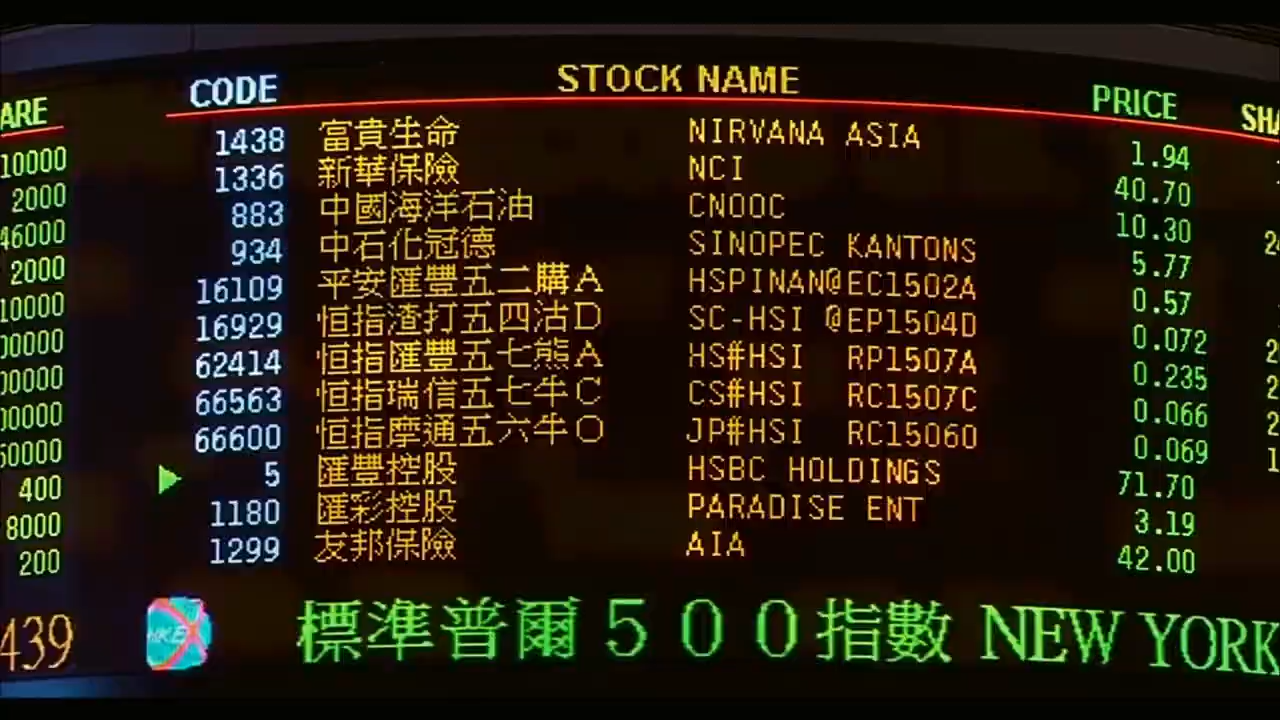 ARE CODE STOCK NAME PRICE SHA
10000 1438 富貴生命 NIRVANA ASIA 1.94
2000 1336 新華保險 NCI 40.70
46000 883 中國海洋石油 CNOOC 10.30
2000 934 中石化冠德 SINOPEC KANTONS 5.77
10000 16109 平安匯豐五二購A HSPINAN@EC1502A 0.57
00000 16929 恒指渣打五四沽D SC-HSI @EP1504D 0.072
00000 62414 恒指匯豐五七熊A HS#HSI RP1507A 0.235
00000 66563 恒指瑞信五七牛C CS#HSI RC1507C 0.066
60000 66600 恒指摩通五六牛O JP#HSI RC1506O 0.069
400 5 匯豐控股 HSBC HOLDINGS 71.70
8000 1180 匯彩控股 PARADISE ENT 3.19
200 1299 友邦保險 AIA 42.00
439 HKEX 標準普爾500指數 NEW YORK